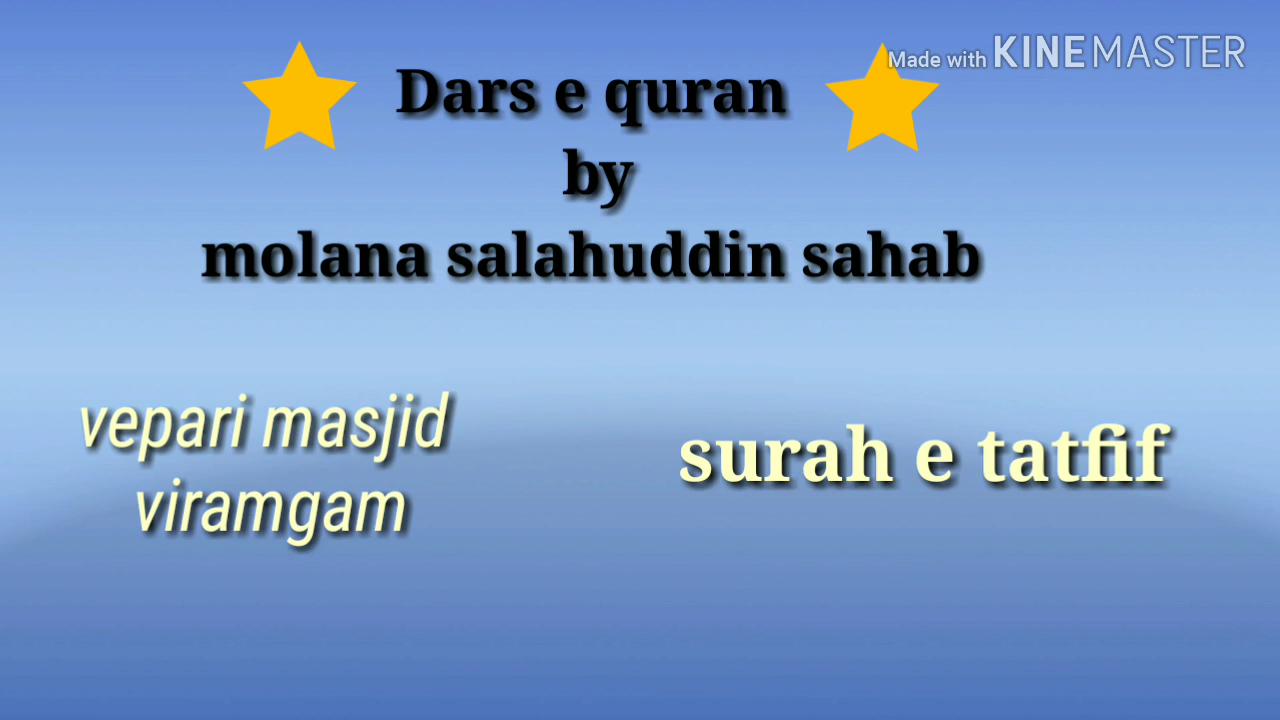 Made with KINEMASTER
Dars e quran
by
molana salahuddin sahab
vepari masjid
viramgam
surah e tatfif